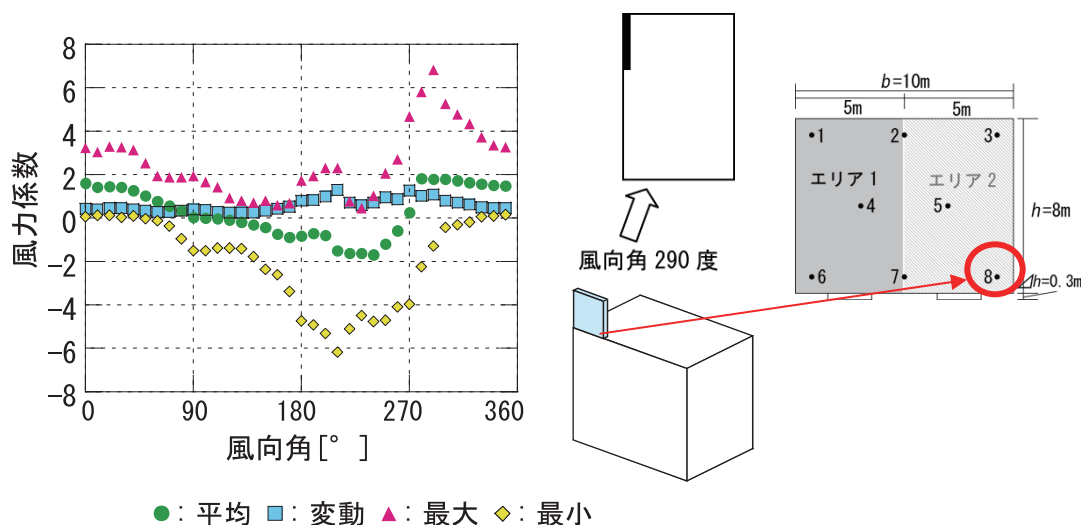 8
6
4
2
0
−2
−4
−6
−8
風力係数
0 90 180 270 360
風向角[°]
●: 平均 ■: 変動 ▲: 最大 ◇: 最小
風向角 290 度
b=10m
5m 5m
1 2 3
エリア 1 エリア 2
4 5
6 7 8
h=8m
h=0.3m